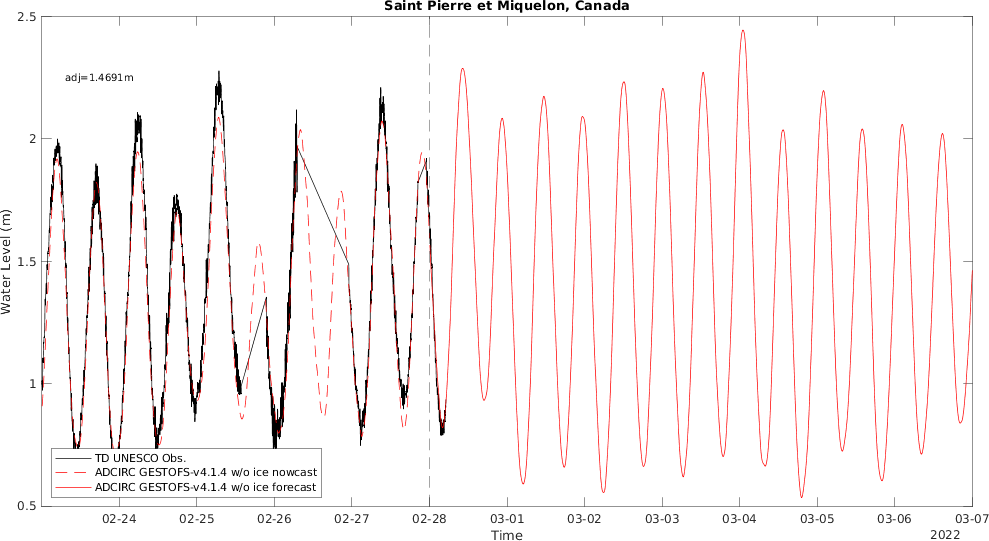 Saint Pierre et Miquelon, Canada
2.5
adj=1.4691m
2
1.5
1
0.5
Water Level (m)
TD UNESCO Obs.
ADCIRC GESTOFS-v4.1.4 w/o ice nowcast
ADCIRC GESTOFS-v4.1.4 w/o ice forecast
02-24 02-25 02-26 02-27 02-28 03-01 03-02 03-03 03-04 03-05 03-06 03-07
Time
2022